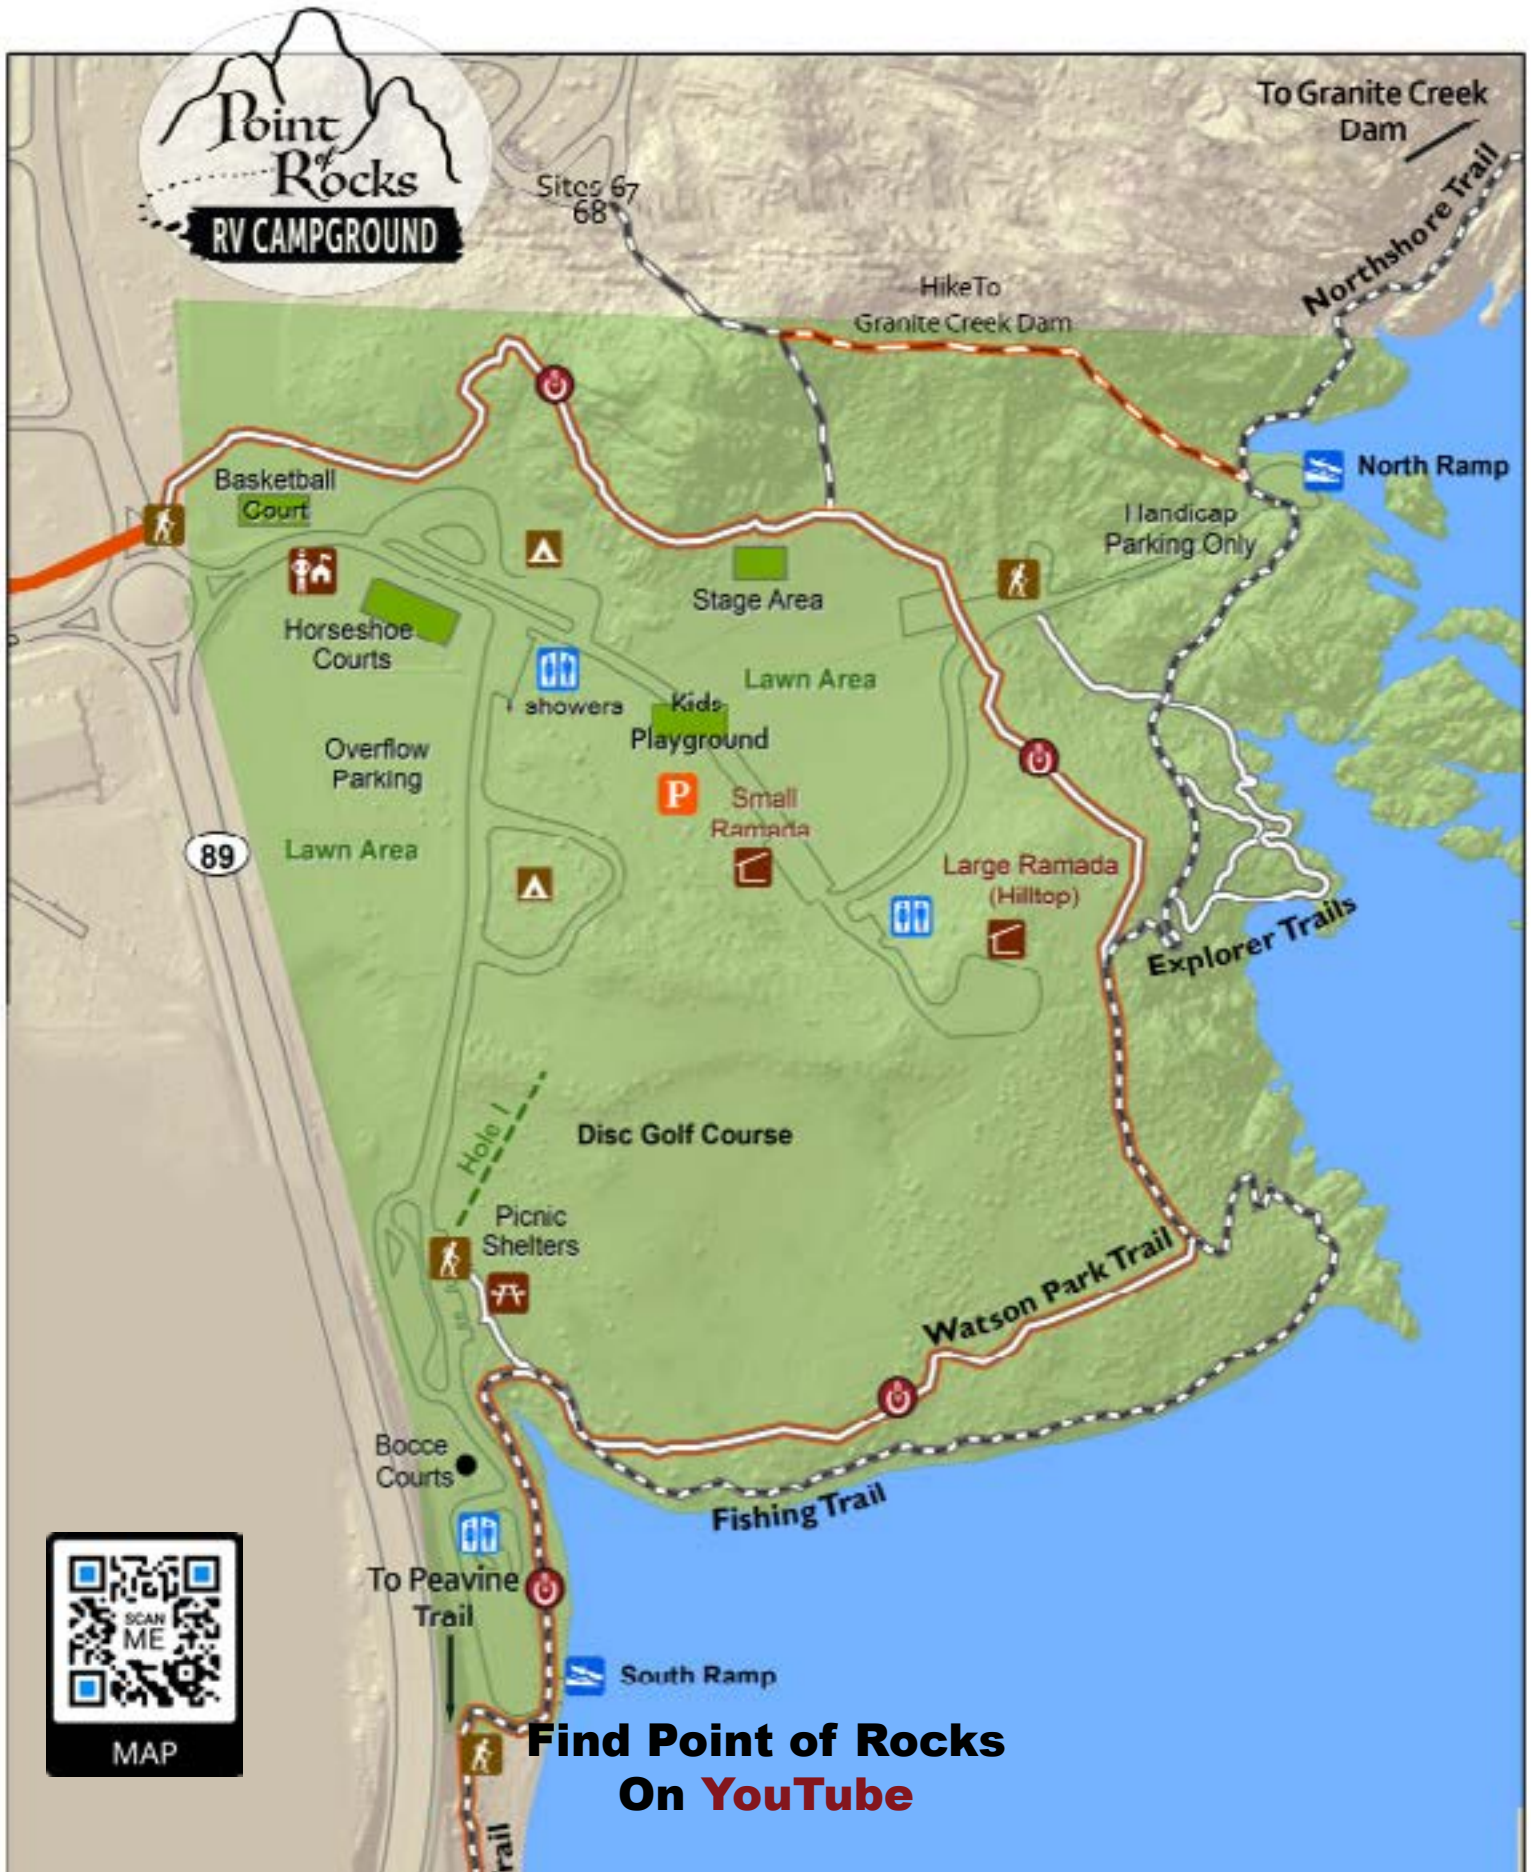 Point
of
Rocks
RV CAMPGROUND
To Granite Creek
Dam
Northshore Trail
Sites 67
68
HikeTo
Granite Creek Dam
North Ramp
Basketball
Court
Handicap
Parking Only
Stage Area
Horseshoe
Courts
Lawn Area
showers
Kids
Playground
Overflow
Parking
P
Small
Ramada
89
Lawn Area
Large Ramada
(Hilltop)
Explorer Trails
Hole 1
Disc Golf Course
Picnic
Shelters
Watson Park Trail
Bocce
Courts
Fishing Trail
To Peavine
Trail
SCAN
ME
MAP
South Ramp
Find Point of Rocks
On YouTube
rail